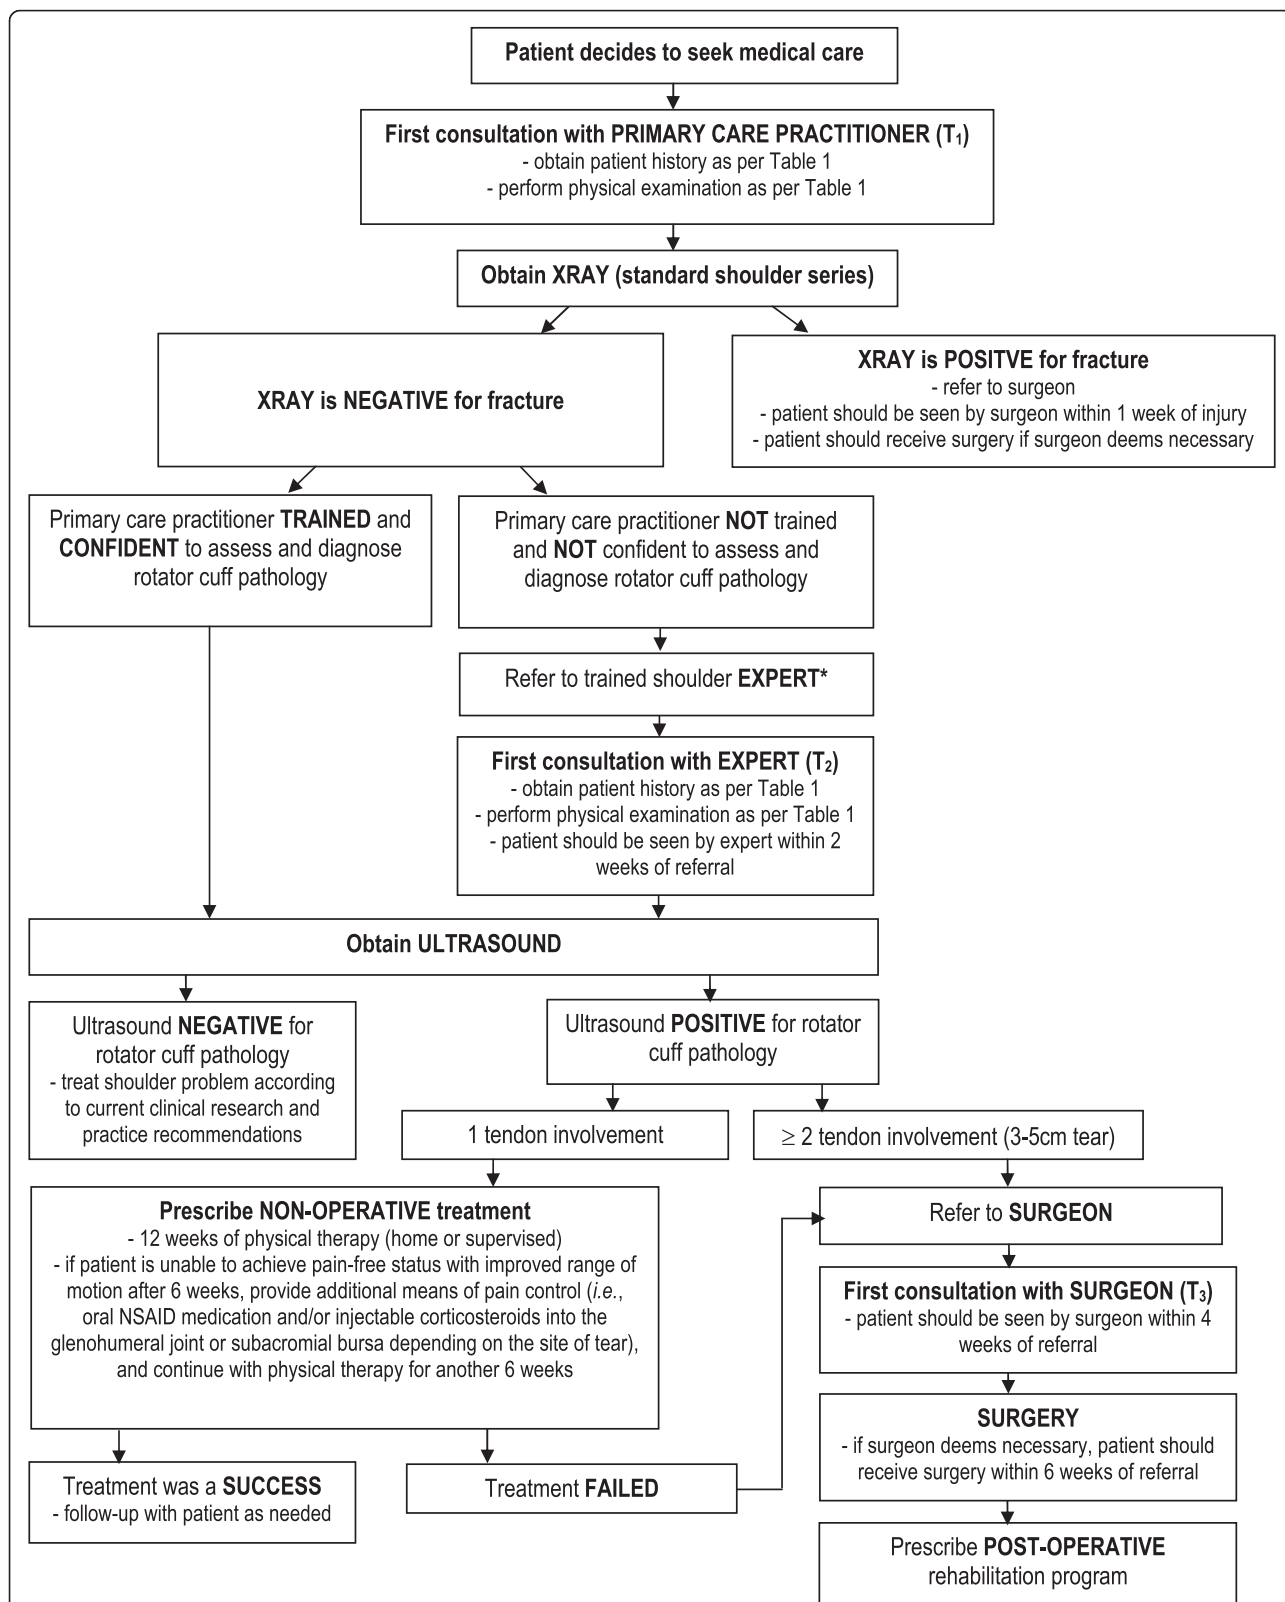 Patient decides to seek medical care
First consultation with PRIMARY CARE PRACTITIONER (T₁)
- obtain patient history as per Table 1
- perform physical examination as per Table 1
Obtain XRAY (standard shoulder series)
XRAY is NEGATIVE for fracture
XRAY is POSITVE for fracture
- refer to surgeon
- patient should be seen by surgeon within 1 week of injury
- patient should receive surgery if surgeon deems necessary
Primary care practitioner TRAINED and
CONFIDENT to assess and diagnose
rotator cuff pathology
Primary care practitioner NOT trained
and NOT confident to assess and
diagnose rotator cuff pathology
Refer to trained shoulder EXPERT*
First consultation with EXPERT (T₂)
- obtain patient history as per Table 1
- perform physical examination as per Table 1
- patient should be seen by expert within 2
weeks of referral
Obtain ULTRASOUND
Ultrasound NEGATIVE for
rotator cuff pathology
- treat shoulder problem according
to current clinical research and
practice recommendations
Ultrasound POSITIVE for rotator
cuff pathology
1 tendon involvement
≥ 2 tendon involvement (3-5cm tear)
Prescribe NON-OPERATIVE treatment
- 12 weeks of physical therapy (home or supervised)
- if patient is unable to achieve pain-free status with improved range of
motion after 6 weeks, provide additional means of pain control (i.e.,
oral NSAID medication and/or injectable corticosteroids into the
glenohumeral joint or subacromial bursa depending on the site of tear),
and continue with physical therapy for another 6 weeks
Refer to SURGEON
First consultation with SURGEON (T₃)
- patient should be seen by surgeon within 4
weeks of referral
SURGERY
- if surgeon deems necessary, patient should
receive surgery within 6 weeks of referral
Treatment was a SUCCESS
- follow-up with patient as needed
Treatment FAILED
Prescribe POST-OPERATIVE
rehabilitation program